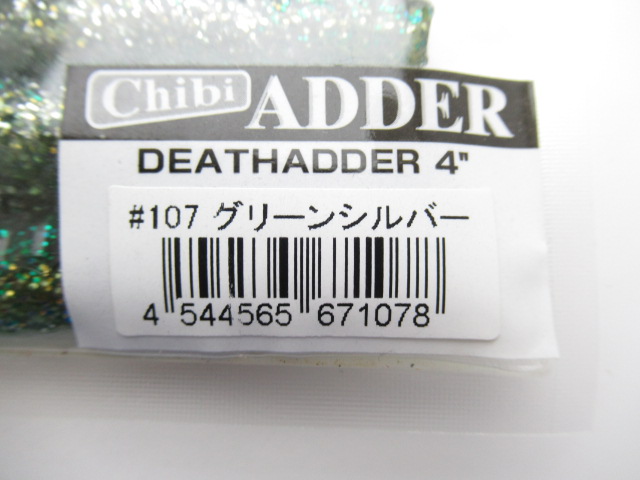 Chibi ADDER
DEATHADDER 4"
#107 グリーンシルバー
4 544565 671078